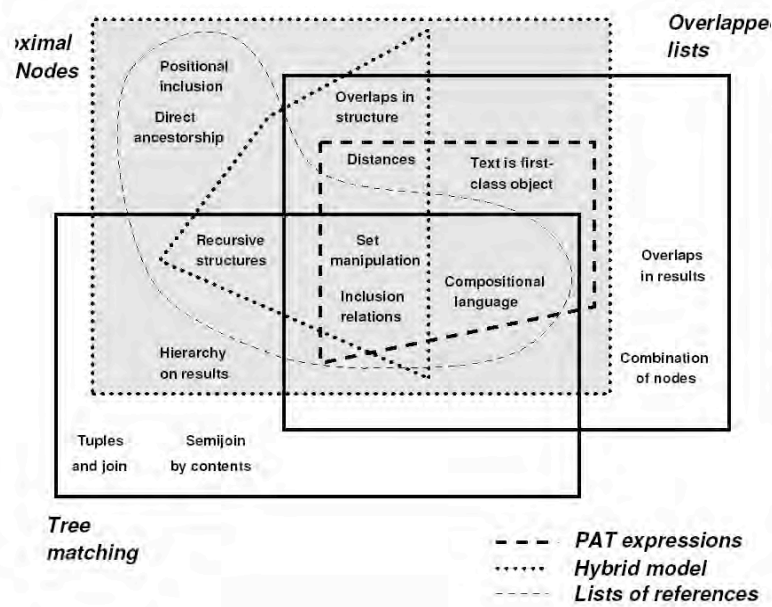 oximal
Nodes
Overlapped
lists
Positional
inclusion
Direct
ancestorship
Overlaps in
structure
Distances
Text is first-
class object
Recursive
structures
Set
manipulation
Inclusion
relations
Compositional
language
Overlaps
in results
Hierarchy
on results
Combination
of nodes
Tuples
and join
Semijoin
by contents
Tree
matching
PAT expressions
Hybrid model
Lists of references